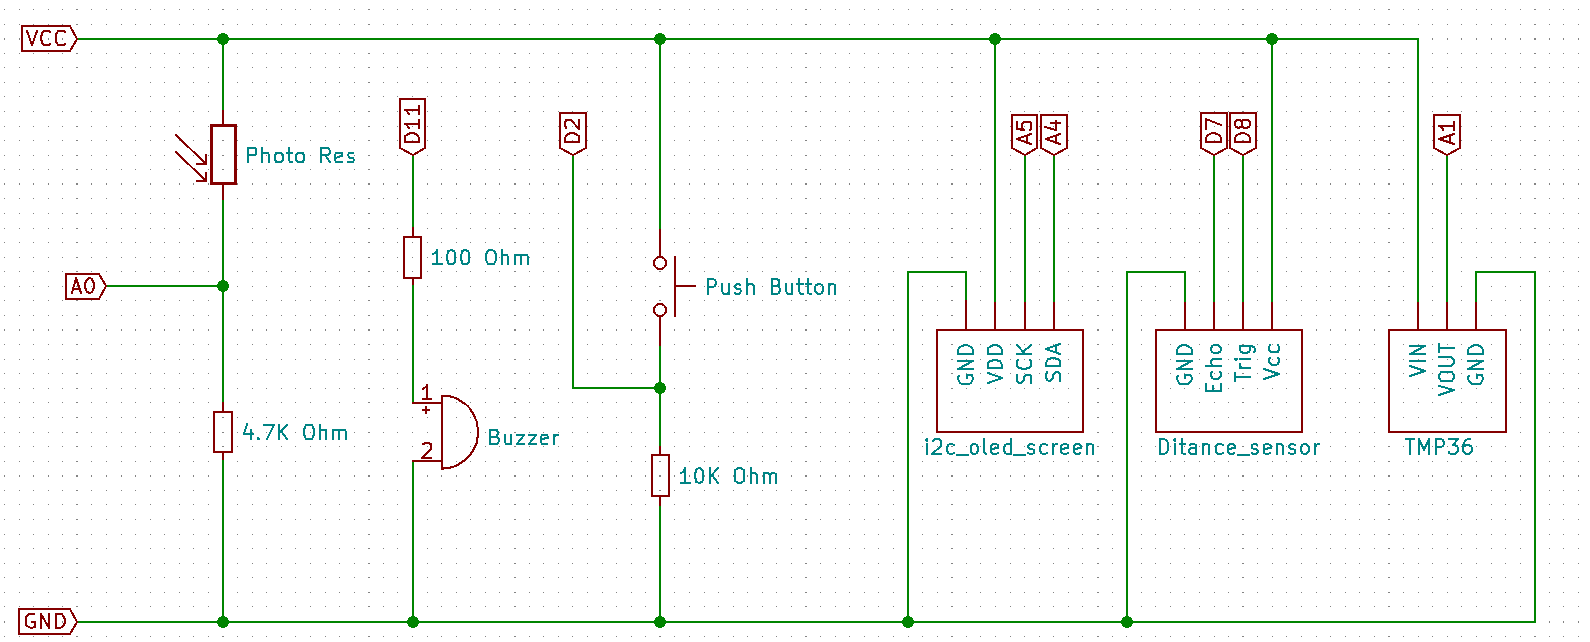 VCC
D11
D2
A5
A4
D7
D8
A1
Photo Res
100 Ohm
A0
Push Button
GND
VDD
SCK
SDA
GND
Echo
Trig
Vcc
VIN
VOUT
GND
1
+
2
Buzzer
4.7K Ohm
i2c_oled_screen
Ditance_sensor
TMP36
10K Ohm
GND